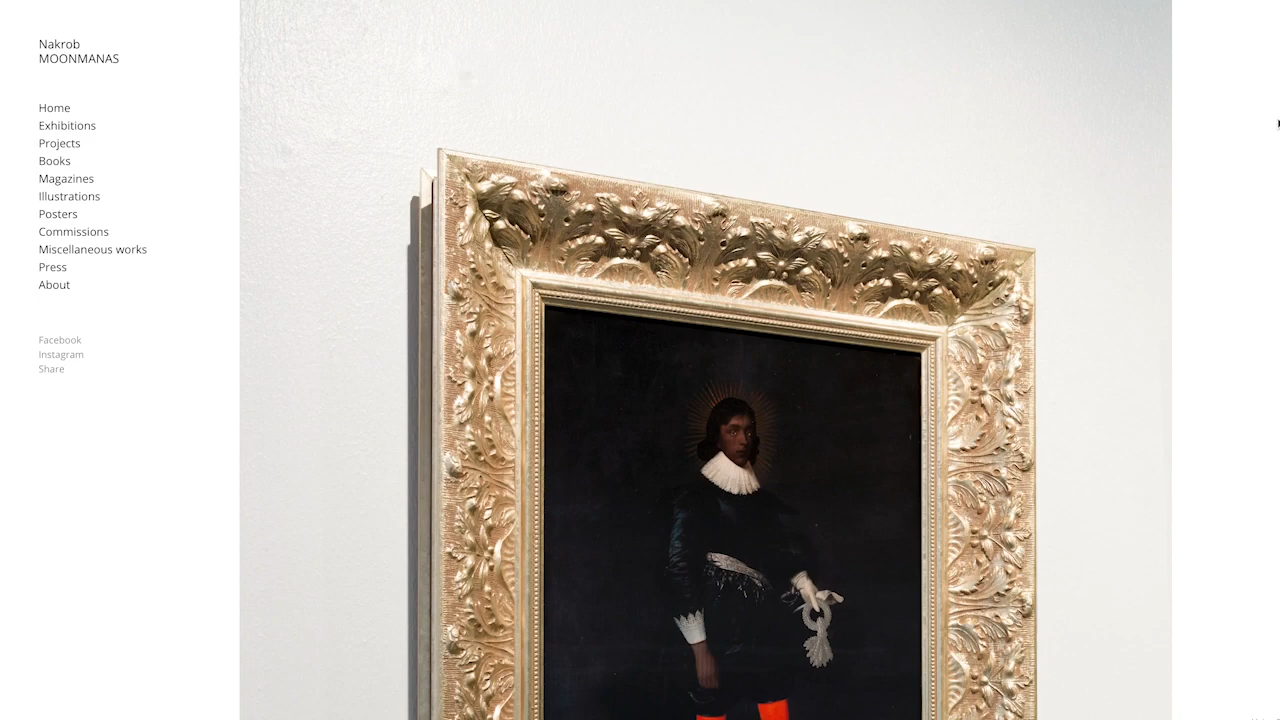 Nakrob
MOONMANAS
Home
Exhibitions
Projects
Books
Magazines
Illustrations
Posters
Commissions
Miscellaneous works
Press
About
Facebook
Instagram
Share